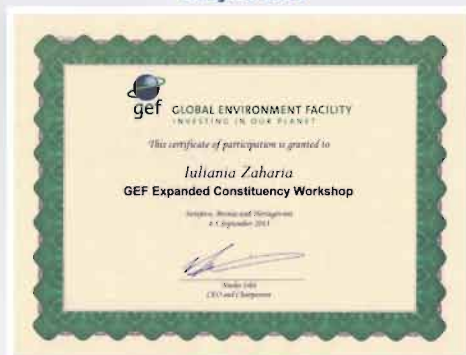 gef
GLOBAL ENVIRONMENT FACILITY
INVESTING IN OUR PLANET
This certificate of participation is granted to
Iuliania Zaharia
GEF Expanded Constituency Workshop
Sarajevo, Bosnia and Herzegovina
September
CEO and Chairperson